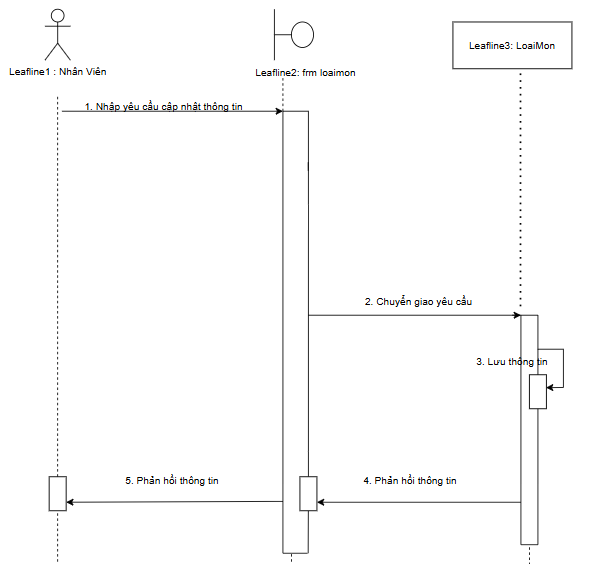 Leafline1 : Nhân Viên
Leafline2: frm loaimon
Leafline3: LoaiMon
1. Nhập yêu cầu cập nhật thông tin
2. Chuyển giao yêu cầu
3. Lưu thông tin
4. Phản hồi thông tin
5. Phản hồi thông tin